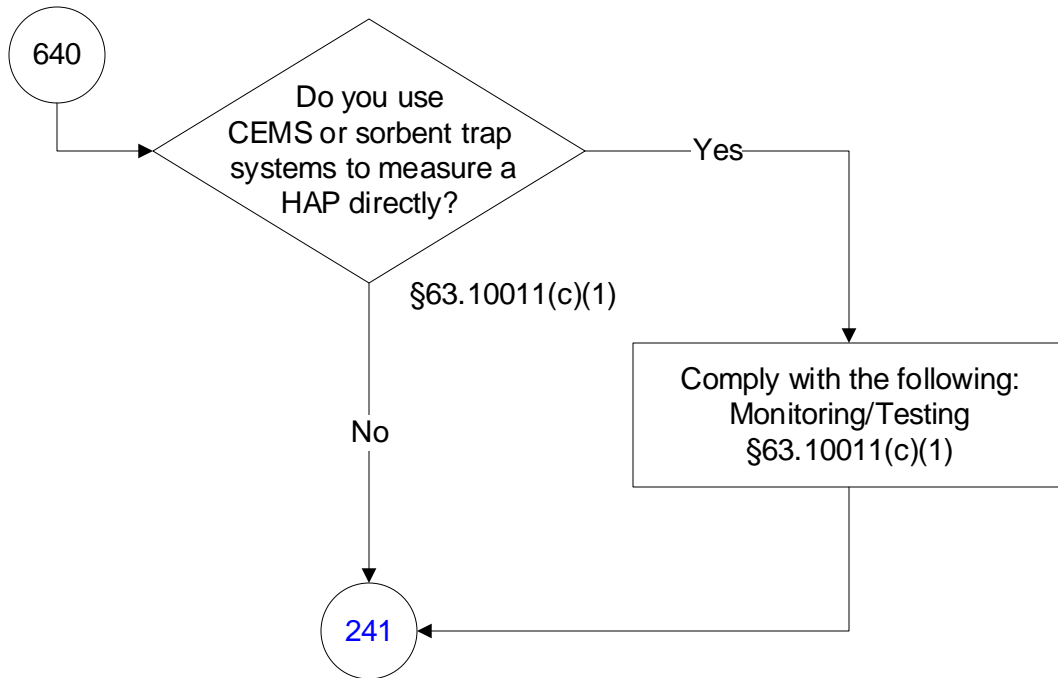 640
Do you use
CEMS or sorbent trap
systems to measure a
HAP directly?
Yes
§63.10011(c)(1)
Comply with the following:
Monitoring/Testing
§63.10011(c)(1)
No
241